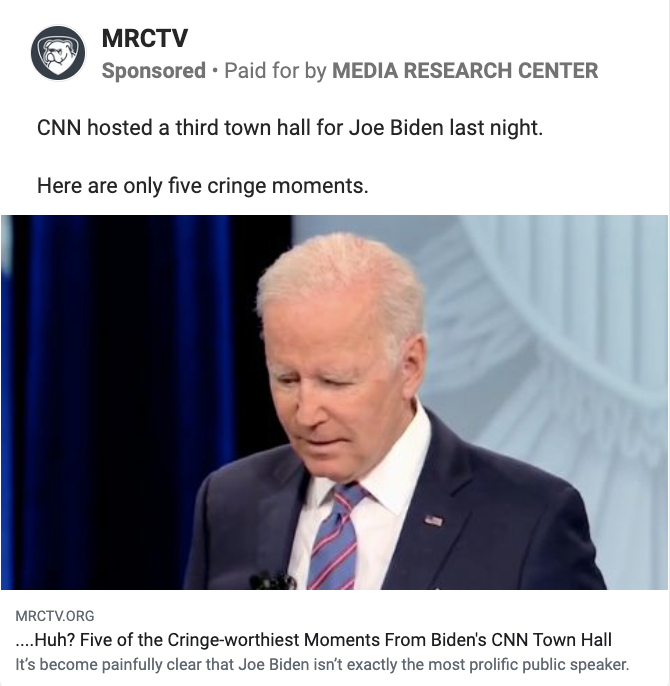 MRCTV
Sponsored • Paid for by MEDIA RESEARCH CENTER
CNN hosted a third town hall for Joe Biden last night.
Here are only five cringe moments.
MRCTV.ORG
....Huh? Five of the Cringe-worthiest Moments From Biden's CNN Town Hall
It's become painfully clear that Joe Biden isn't exactly the most prolific public speaker.